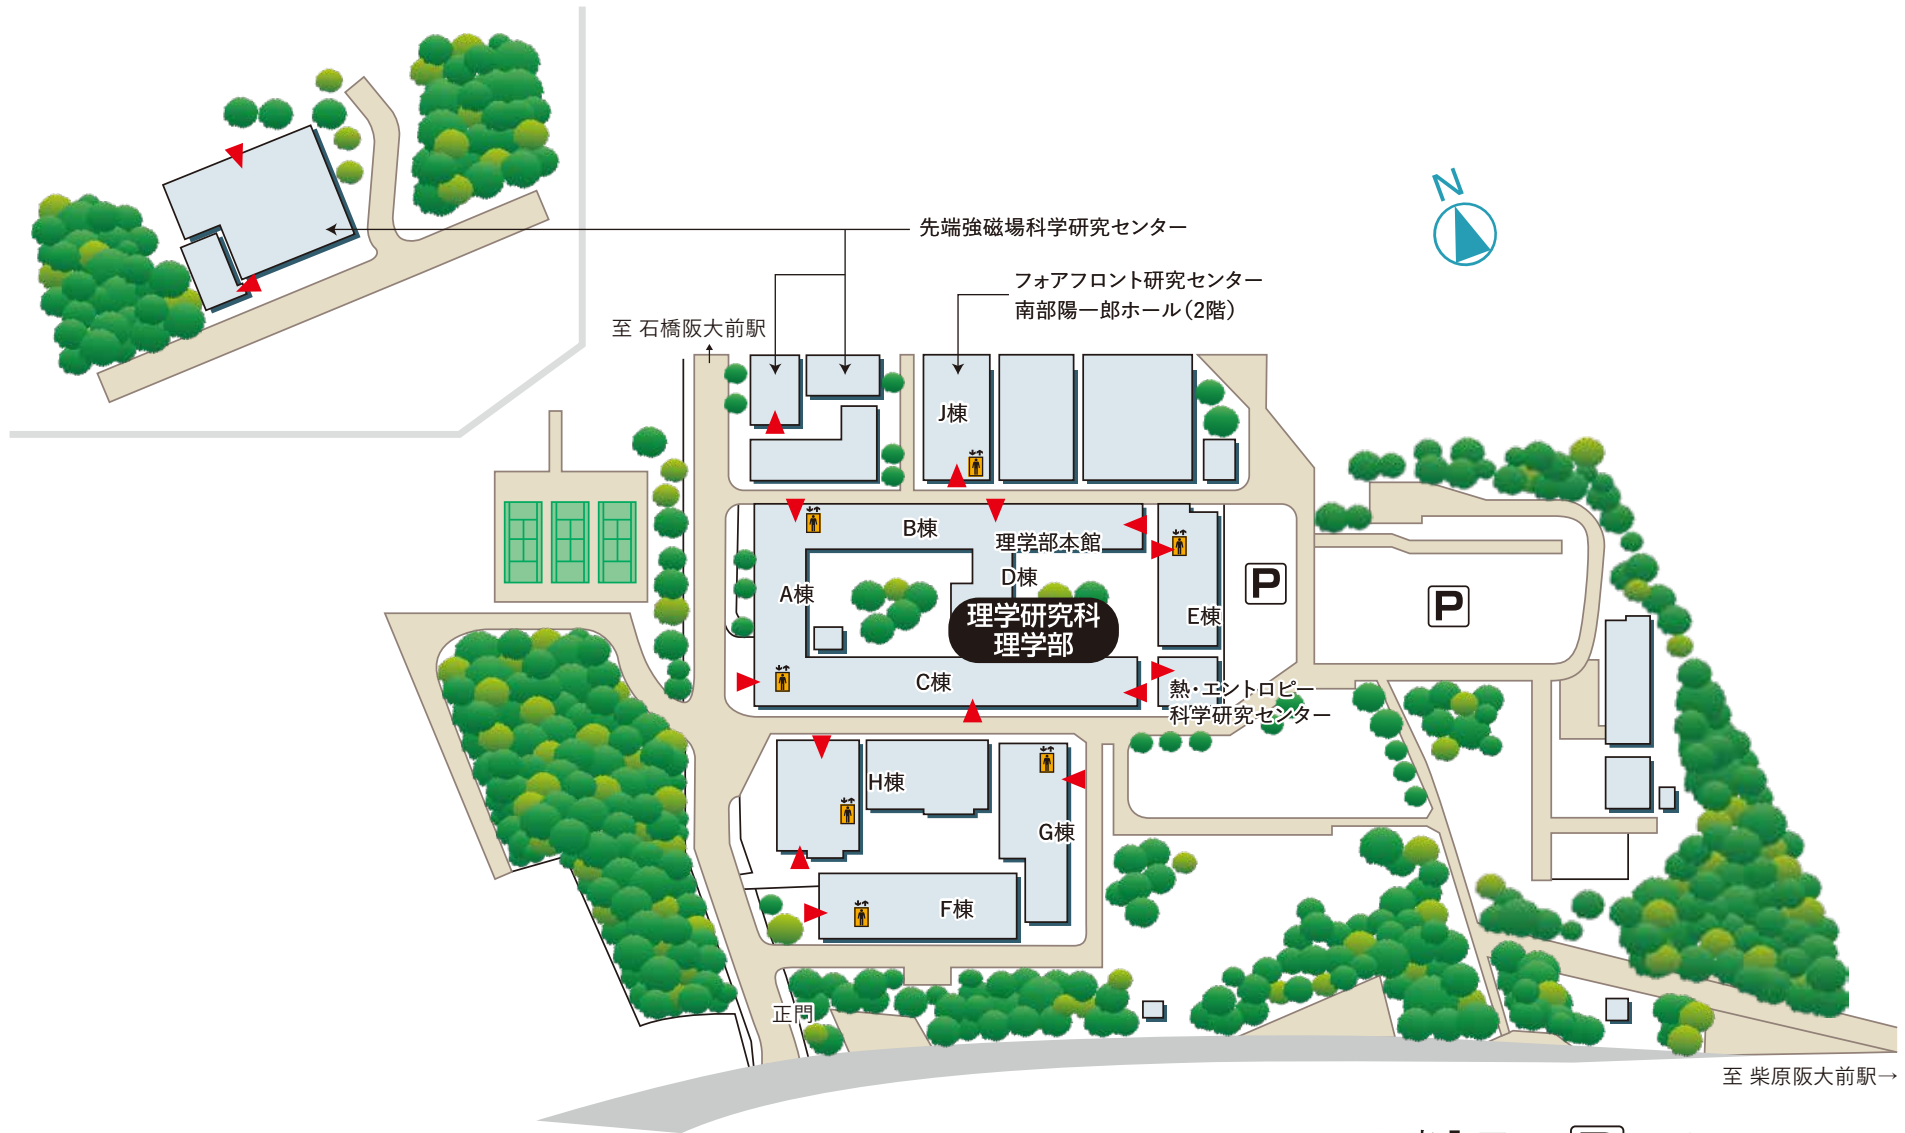 N
先端強磁場科学研究センター
フォアフロント研究センター
南部陽一郎ホール(2階)
至 石橋阪大前駅
J棟
B棟
理学部本館
D棟
A棟
理学研究科
理学部
E棟
P
P
C棟
熱・エントロピー
科学研究センター
H棟
G棟
F棟
正門
至 柴原阪大前駅→